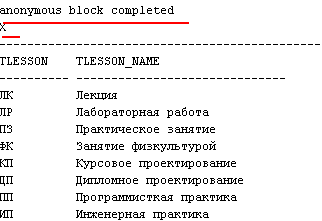 anonymous block completed
X
--------------------------------------------------
TLESSON TLESSON_NAME
---------- ------------------------------
ЛК Лекция
ЛР Лабораторная работа
ПЗ Практическое занятие
ФК Занятие физкультурой
КП Курсовое проектирование
ДП Дипломное проектирование
ПП Программисткая практика
ИП Инженерная практика